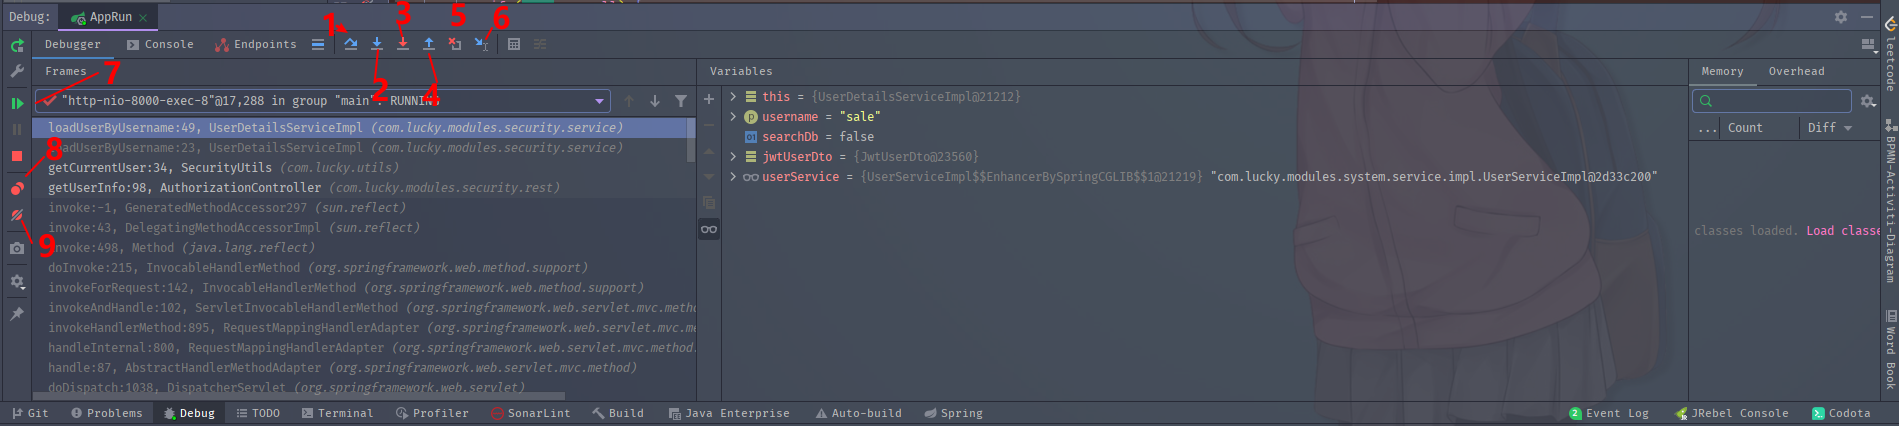 Debug: AppRun
3 5 6
1
Debugger Console Endpoints
2 4
7
Frames
Variables
Memory Overhead
"http-nio-8000-exec-8"@17,288 in group "main": RUNNING
loadUserByUsername:49, UserDetailsServiceImpl (com.lucky.modules.security.service)
loadUserByUsername:23, UserDetailsServiceImpl (com.lucky.modules.security.service)
getCurrentUser:34, SecurityUtils (com.lucky.utils)
getUserInfo:98, AuthorizationController (com.lucky.modules.security.rest)
invoke:-1, GeneratedMethodAccessor297 (sun.reflect)
invoke:43, DelegatingMethodAccessorImpl (sun.reflect)
invoke:498, Method (java.lang.reflect)
doInvoke:215, InvocableHandlerMethod (org.springframework.web.method.support)
invokeForRequest:142, InvocableHandlerMethod (org.springframework.web.method.support)
invokeAndHandle:102, ServletInvocableHandlerMethod (org.springframework.web.servlet.mvc.metho
invokeHandlerMethod:895, RequestMappingHandlerAdapter (org.springframework.web.servlet.mvc.me
handleInternal:800, RequestMappingHandlerAdapter (org.springframework.web.servlet.mvc.method.
handle:87, AbstractHandlerMethodAdapter (org.springframework.web.servlet.mvc.method)
doDispatch:1038, DispatcherServlet (org.springframework.web.servlet)
8
9
this = {UserDetailsServiceImpl@21212}
p username = "sale"
01 searchDb = false
jwtUserDto = {JwtUserDto@23560}
userService = {UserServiceImpl$$EnhancerBySpringCGLIB$$1@21219} "com.lucky.modules.system.service.impl.UserServiceImpl@2d33c200"
... Count Diff
classes loaded. Load classe
leetcode
BPMN-Activiti-Diagram
Word Book
Git Problems Debug TODO Terminal Profiler SonarLint Build Java Enterprise Auto-build Spring 2 Event Log JRebel Console Codota